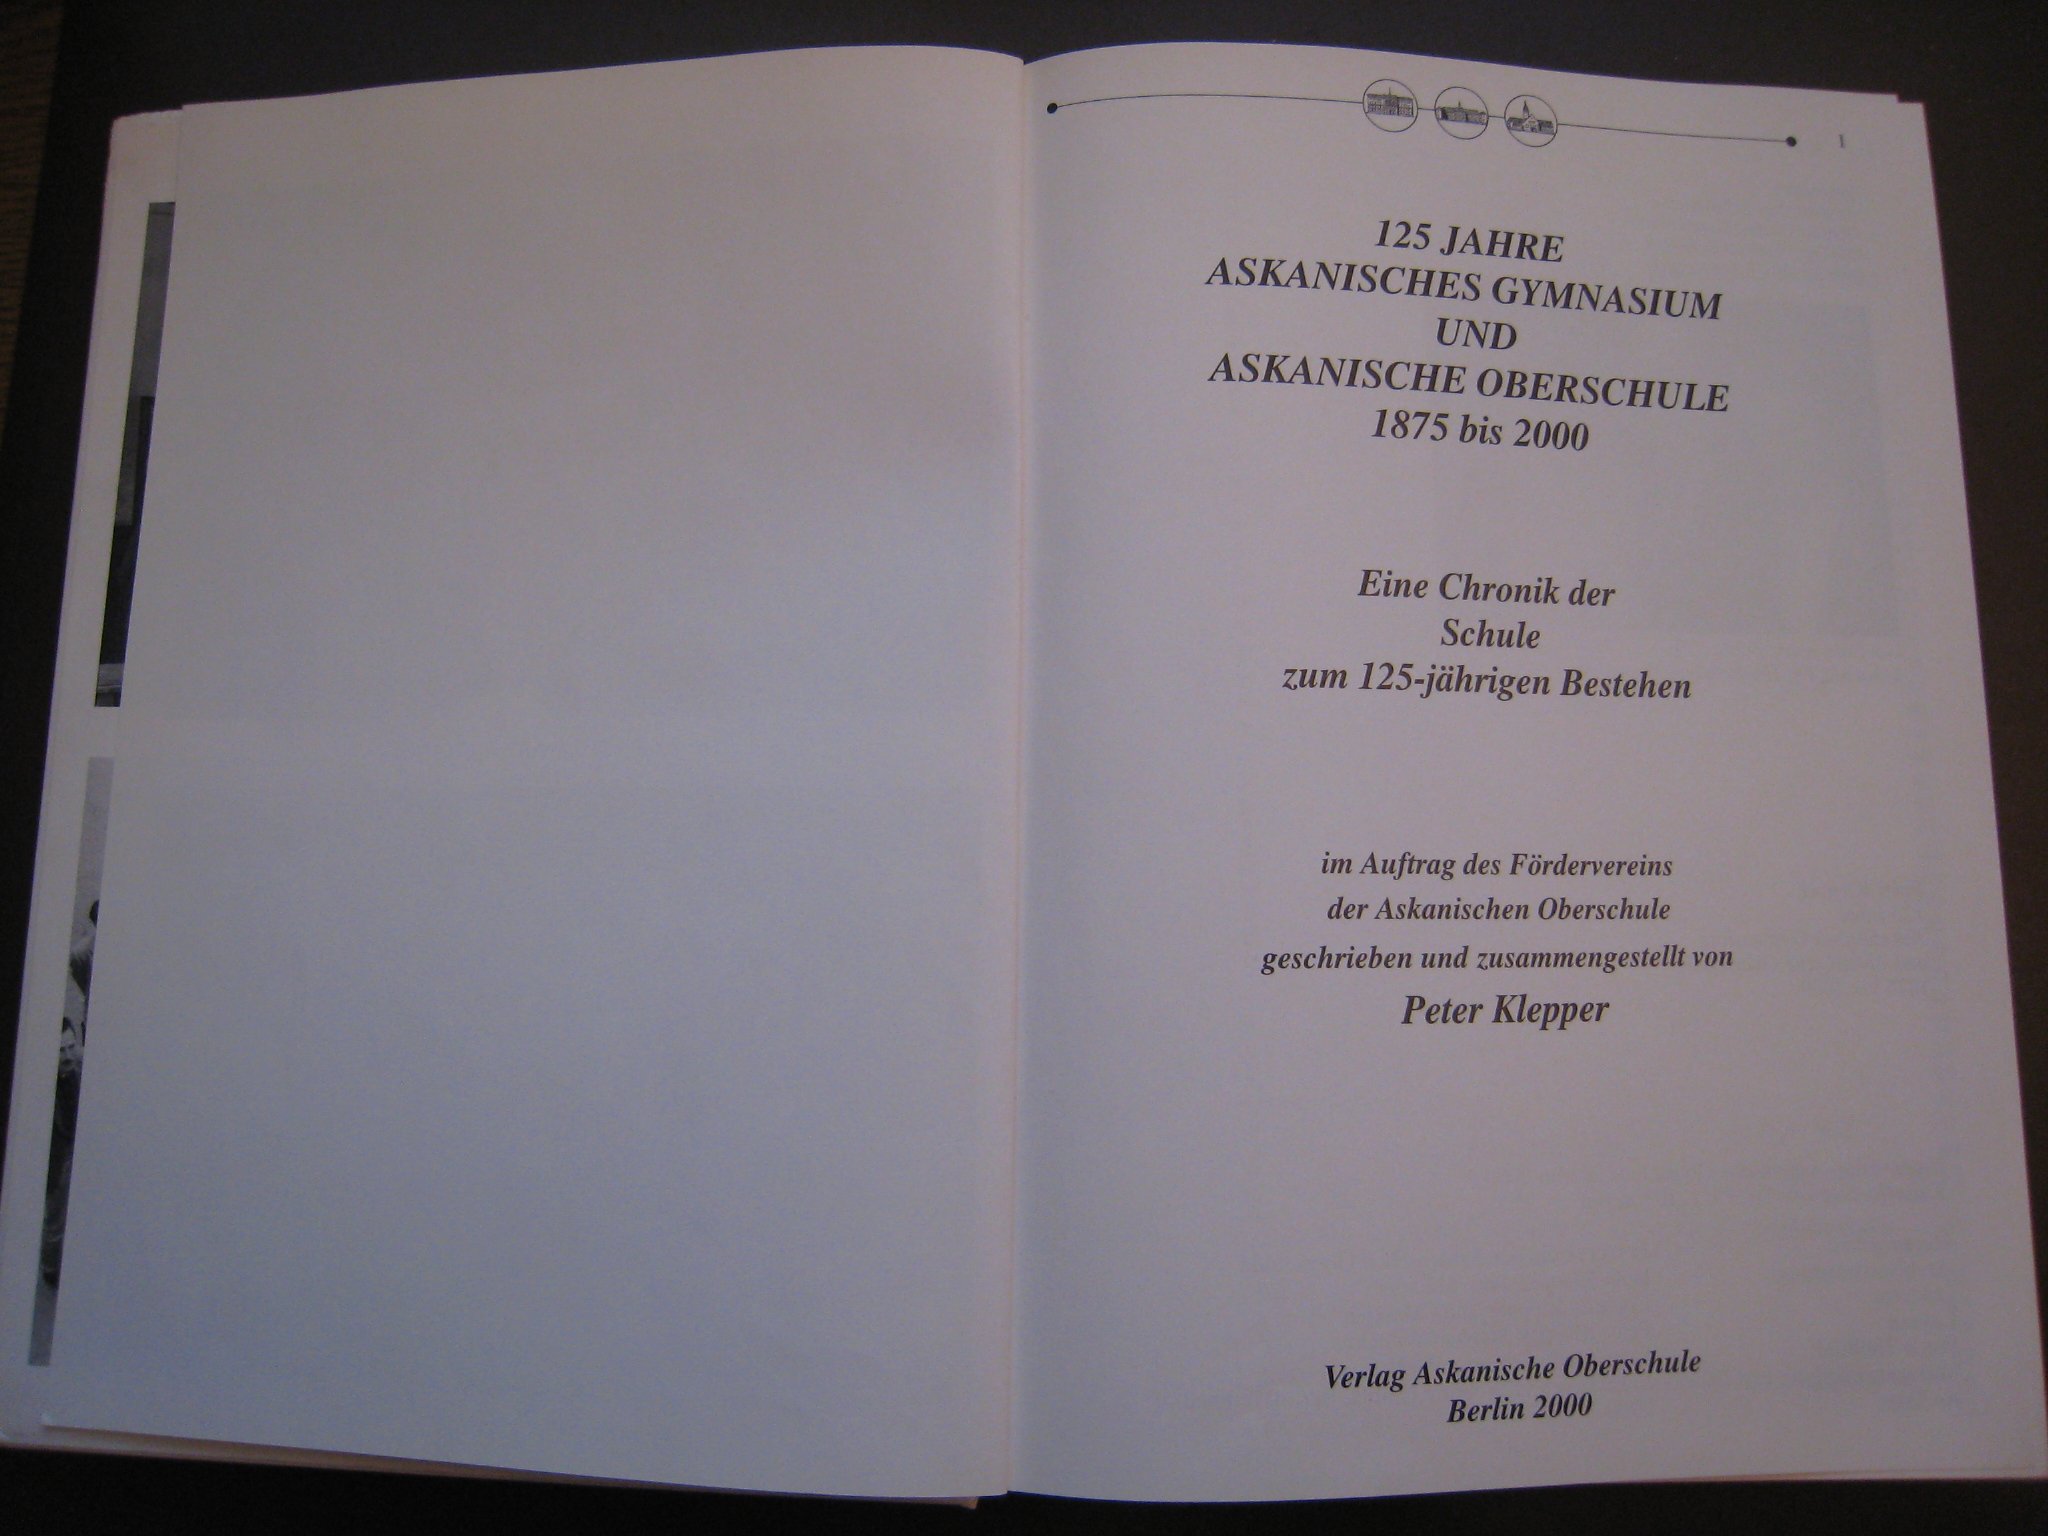 1
125 JAHRE
ASKANISCHES GYMNASIUM
UND
ASKANISCHE OBERSCHULE
1875 bis 2000
Eine Chronik der
Schule
zum 125-jährigen Bestehen
im Auftrag des Fördervereins
der Askanischen Oberschule
geschrieben und zusammengestellt von
Peter Klepper
Verlag Askanische Oberschule
Berlin 2000